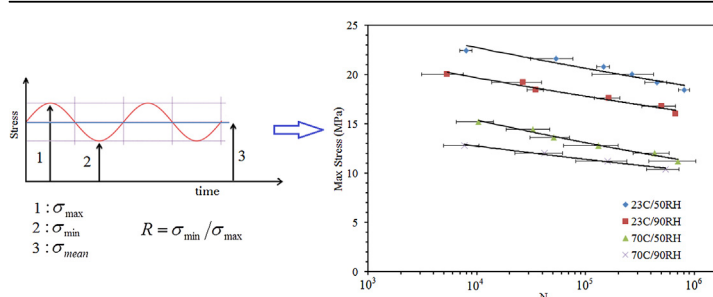 Stress
1
2
3
time
1 : σmax
2 : σmin
3 : σmean
R = σmin/σmax
Max Stress (MPa)
25
20
15
10
5
0
10³
10⁴
10⁵
10⁶
23C/50RH
23C/90RH
70C/50RH
70C/90RH